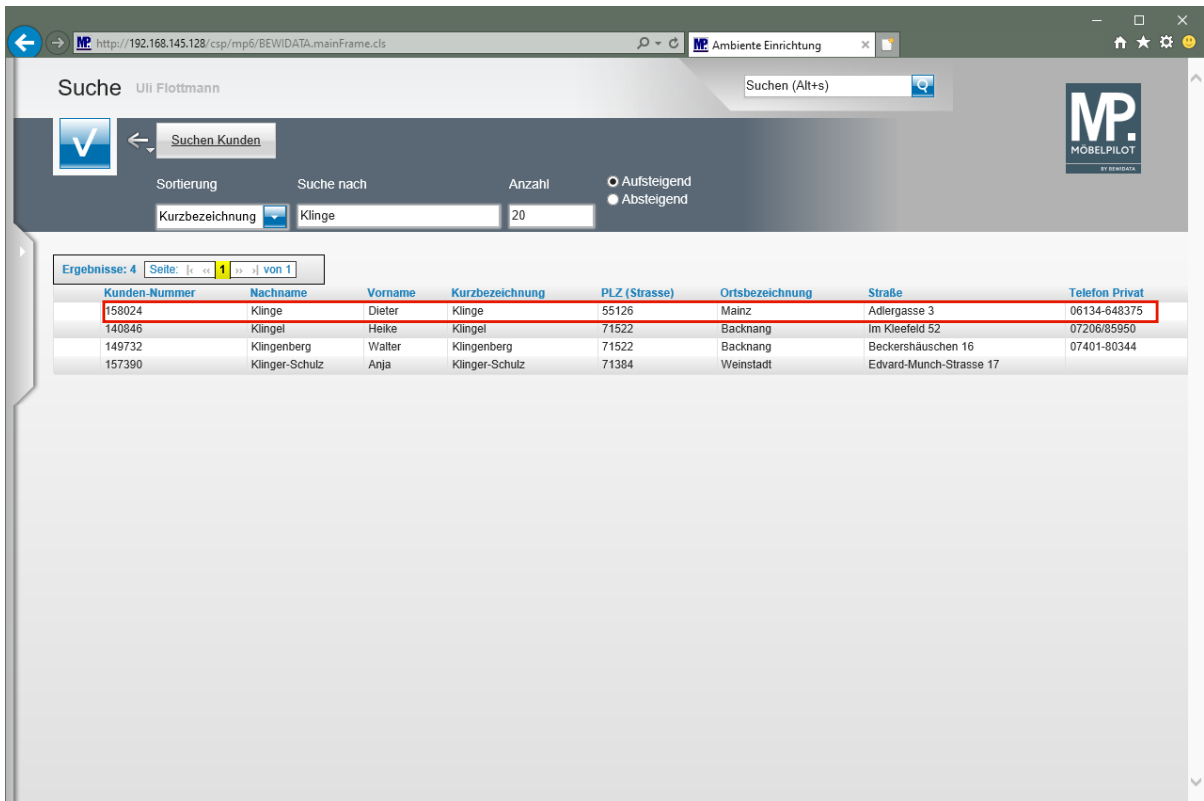 http://192.168.145.128/csp/mp6/BEWIDATA.mainFrame.cls
MP. Ambiente Einrichtung
Suche Uli Flottmann
Suchen (Alt+s)
MP.
MÖBELPILOT
BY BEWIDATA
Suchen Kunden
Sortierung Suche nach Anzahl Aufsteigend
Absteigend
Kurzbezeichnung Klinge 20
Ergebnisse: 4 Seite: |‹ ‹‹ 1 ›› ›| von 1
Kunden-Nummer Nachname Vorname Kurzbezeichnung PLZ (Strasse) Ortsbezeichnung Straße Telefon Privat
158024 Klinge Dieter Klinge 55126 Mainz Adlergasse 3 06134-648375
140846 Klingel Heike Klingel 71522 Backnang Im Kleefeld 52 07206/85950
149732 Klingenberg Walter Klingenberg 71522 Backnang Beckershäuschen 16 07401-80344
157390 Klinger-Schulz Anja Klinger-Schulz 71384 Weinstadt Edvard-Munch-Strasse 17